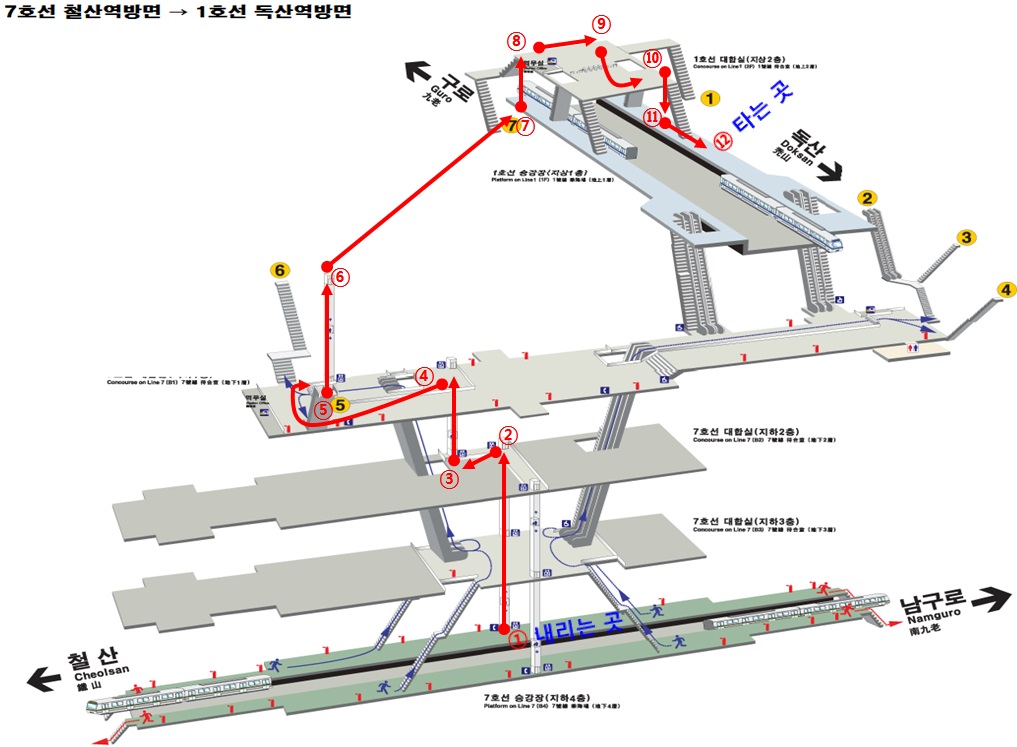 7호선 철산역방면 → 1호선 독산역방면
⑧
⑨
⑩
1호선 대합실(지상2층)
Concourse on Line1 (2F) 1號線 待合室 (地上2層)
구로
Guro
九老
역무실
1
타는 곳
7
⑦
⑪
⑫
독산
Doksan
禿山
1호선 승강장(지상1층)
Platform on Line1 (1F) 1號線 乘降場 (地上1層)
2
3
6
⑥
4
④
Concourse on Line 7 (B1) 7號線 待合室 (地下1層)
역무실
⑤
5
②
7호선 대합실(지하2층)
Concourse on Line 7 (B2) 7號線 待合室 (地下2層)
③
7호선 대합실(지하3층)
Concourse on Line 7 (B3) 7號線 待合室 (地下3層)
① 내리는 곳
남구로
Namguro
南九老
철산
Cheolsan
鐵山
7호선 승강장(지하4층)
Platform on Line 7 (B4) 7號線 乘降場 (地下4層)